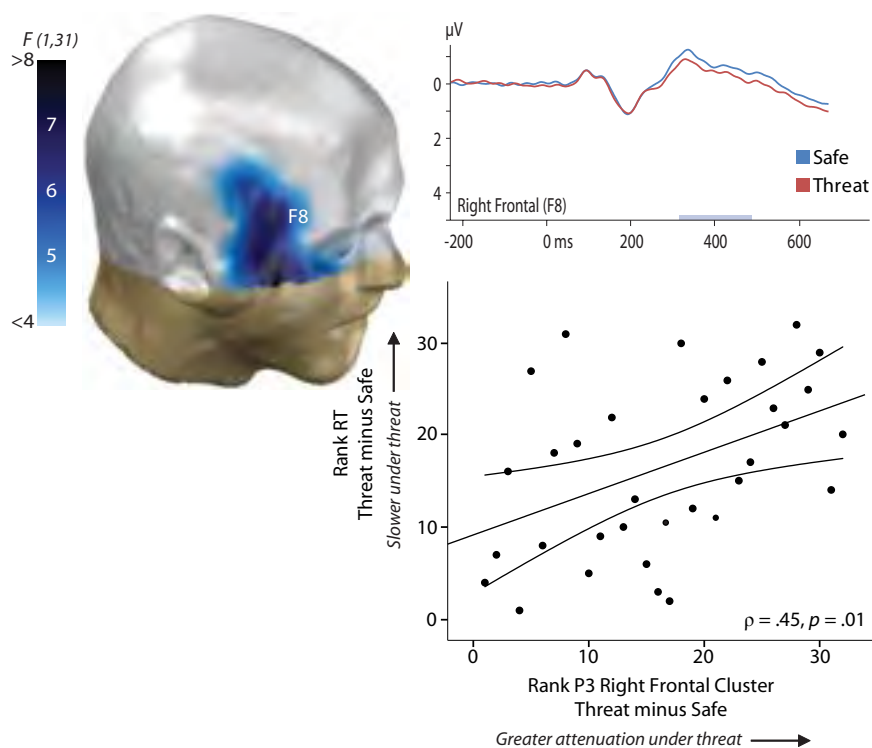 F (1,31)
>8
7
6
5
<4
F8
µV
0
2
4
Safe
Threat
Right Frontal (F8)
-200
0 ms
200
400
600
Rank RT
Threat minus Safe
Slower under threat
30
20
10
0
ρ = .45, p = .01
0
10
20
30
Rank P3 Right Frontal Cluster
Threat minus Safe
Greater attenuation under threat